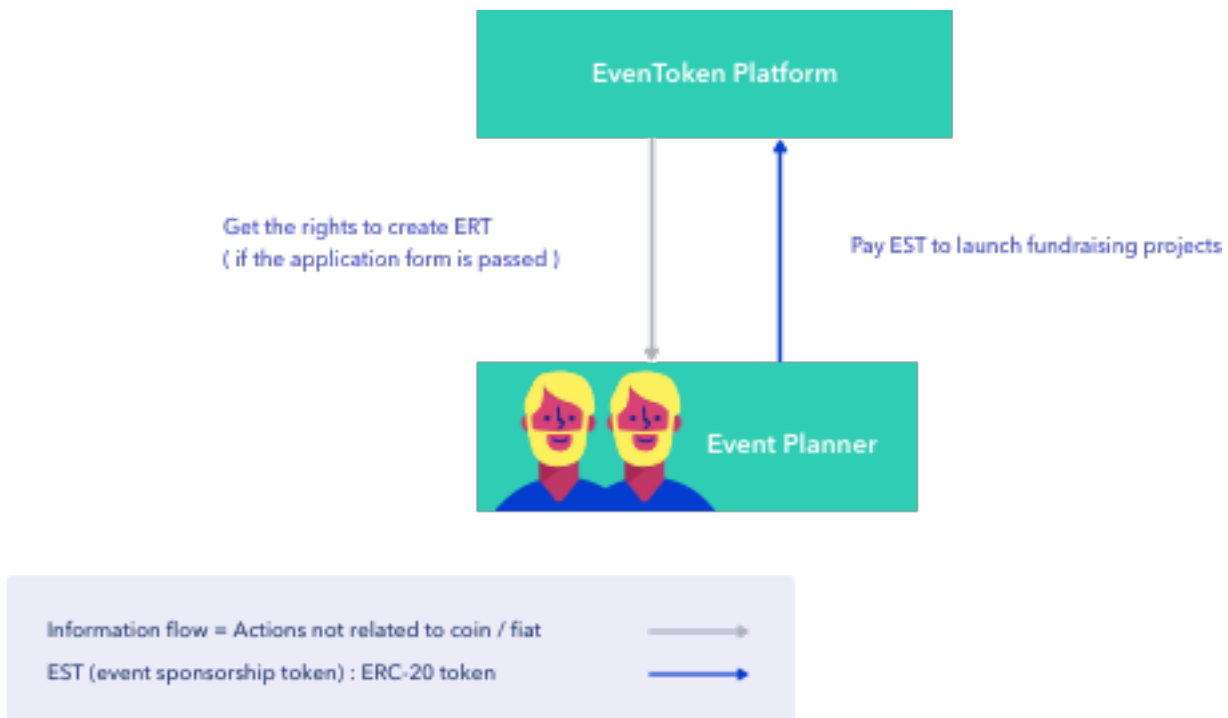 EvenToken Platform
Get the rights to create ERT
( if the application form is passed )
Pay EST to launch fundraising projects
Event Planner
Information flow = Actions not related to coin / fiat
EST (event sponsorship token) : ERC-20 token